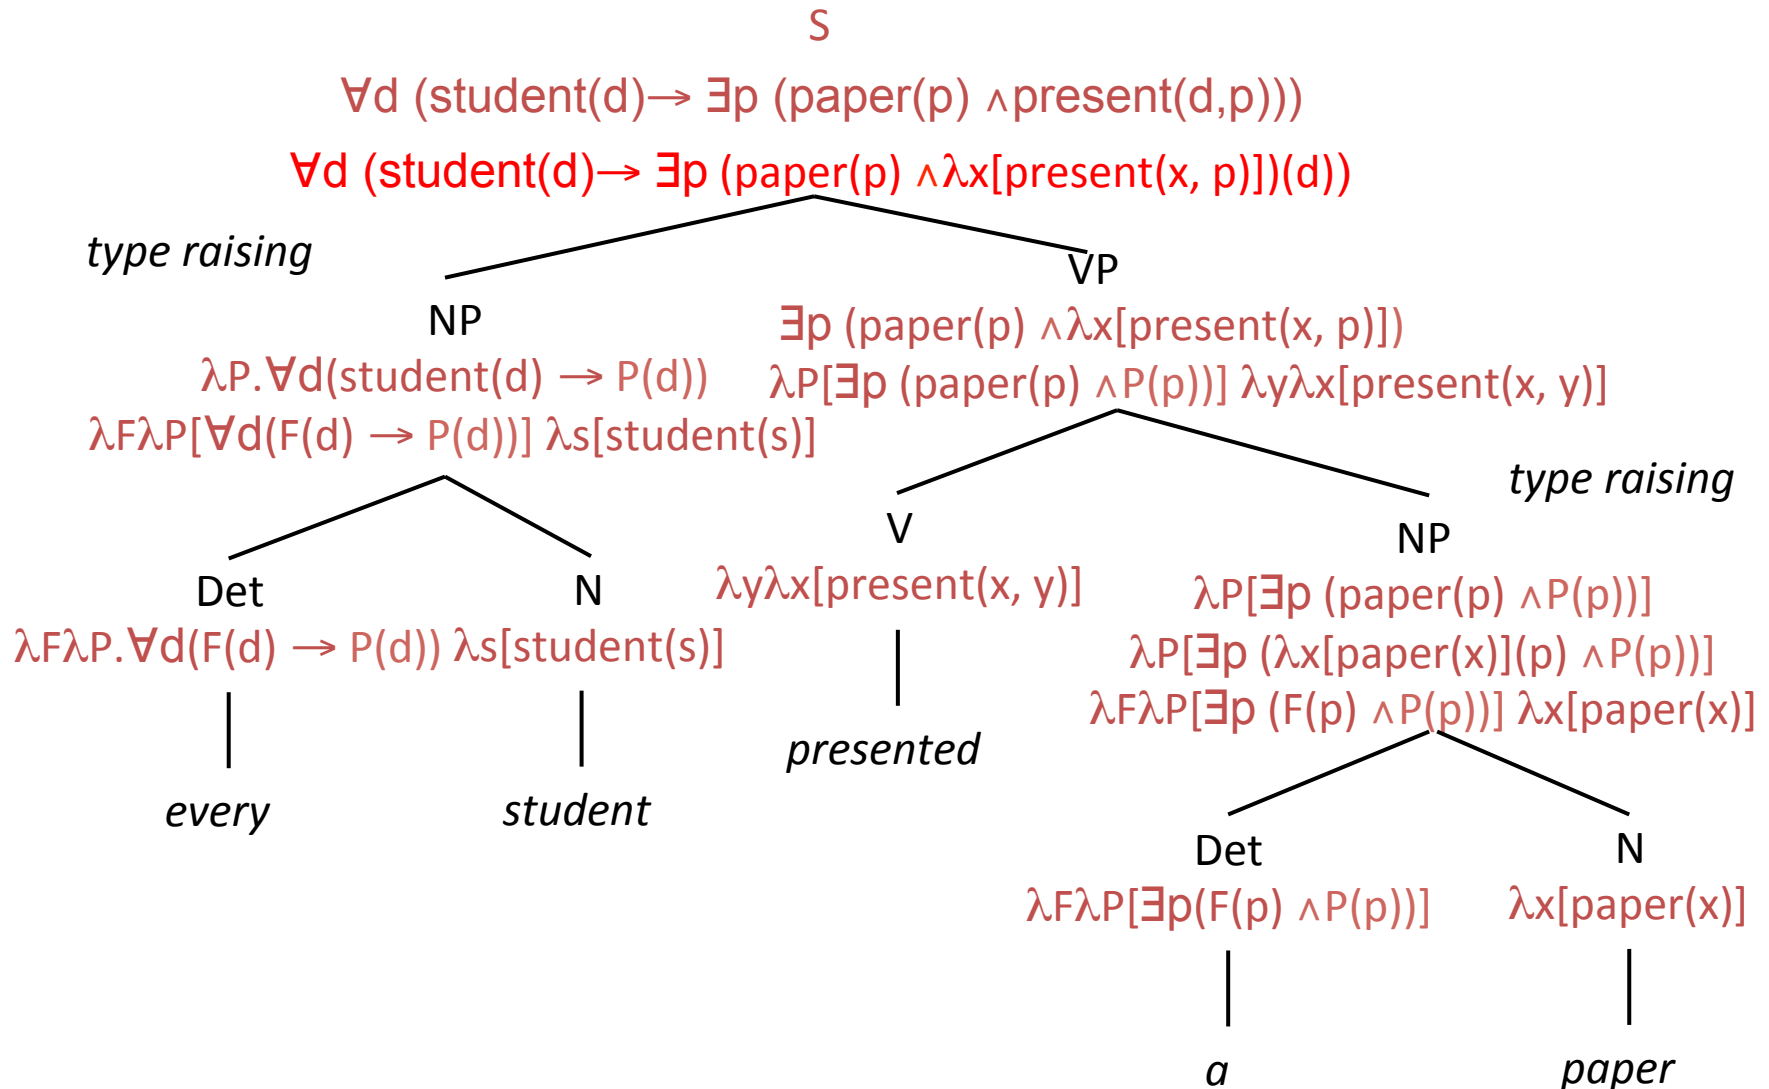 S
∀d (student(d)→ ∃p (paper(p) ∧present(d,p)))
∀d (student(d)→ ∃p (paper(p) ∧λx[present(x, p)])(d))
type raising
VP
NP
∃p (paper(p) ∧λx[present(x, p)])
λP.∀d(student(d) → P(d))
λP[∃p (paper(p) ∧P(p))] λyλx[present(x, y)]
λFλP[∀d(F(d) → P(d))] λs[student(s)]
type raising
V
NP
Det
N
λyλx[present(x, y)]
λP[∃p (paper(p) ∧P(p))]
λFλP.∀d(F(d) → P(d)) λs[student(s)]
λP[∃p (λx[paper(x)](p) ∧P(p))]
λFλP[∃p (F(p) ∧P(p))] λx[paper(x)]
presented
every
student
Det
N
λFλP[∃p(F(p) ∧P(p))]
λx[paper(x)]
a
paper